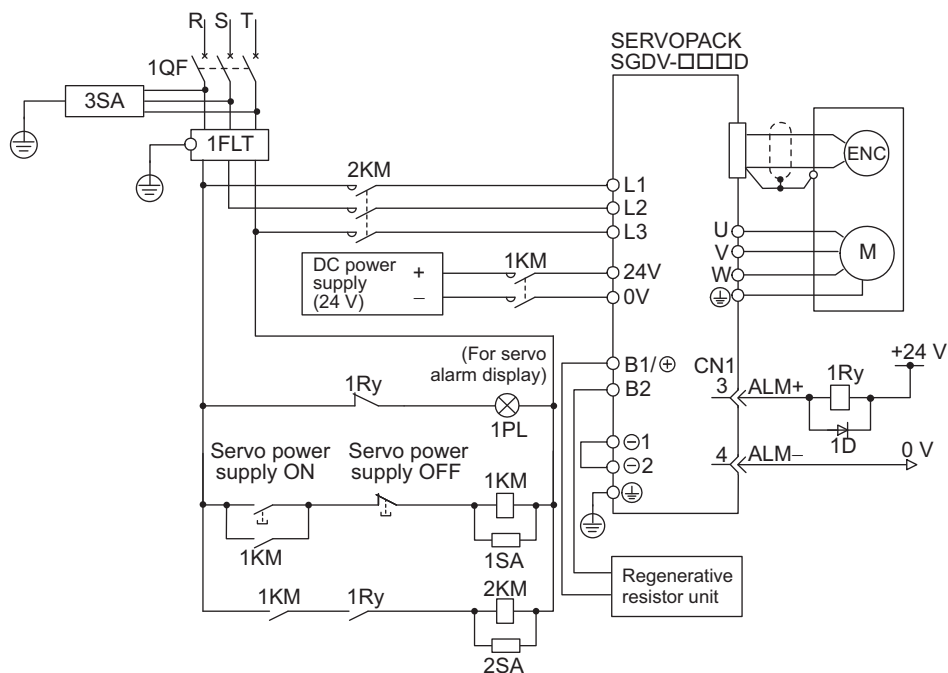 R S T
1QF
3SA
1FLT
2KM
SERVOPACK
SGDV-□□□D
L1
L2
L3
DC power
supply
(24 V)
+
−
1KM
24V
0V
ENC
U
V
W
M
(For servo
alarm display)
1Ry
1PL
B1/⊕
B2
CN1
3
ALM+
1Ry
+24 V
1D
4
ALM−
0 V
⊖1
⊖2
Servo power
supply ON
Servo power
supply OFF
1KM
1KM
1SA
1KM
1Ry
2KM
2SA
Regenerative
resistor unit